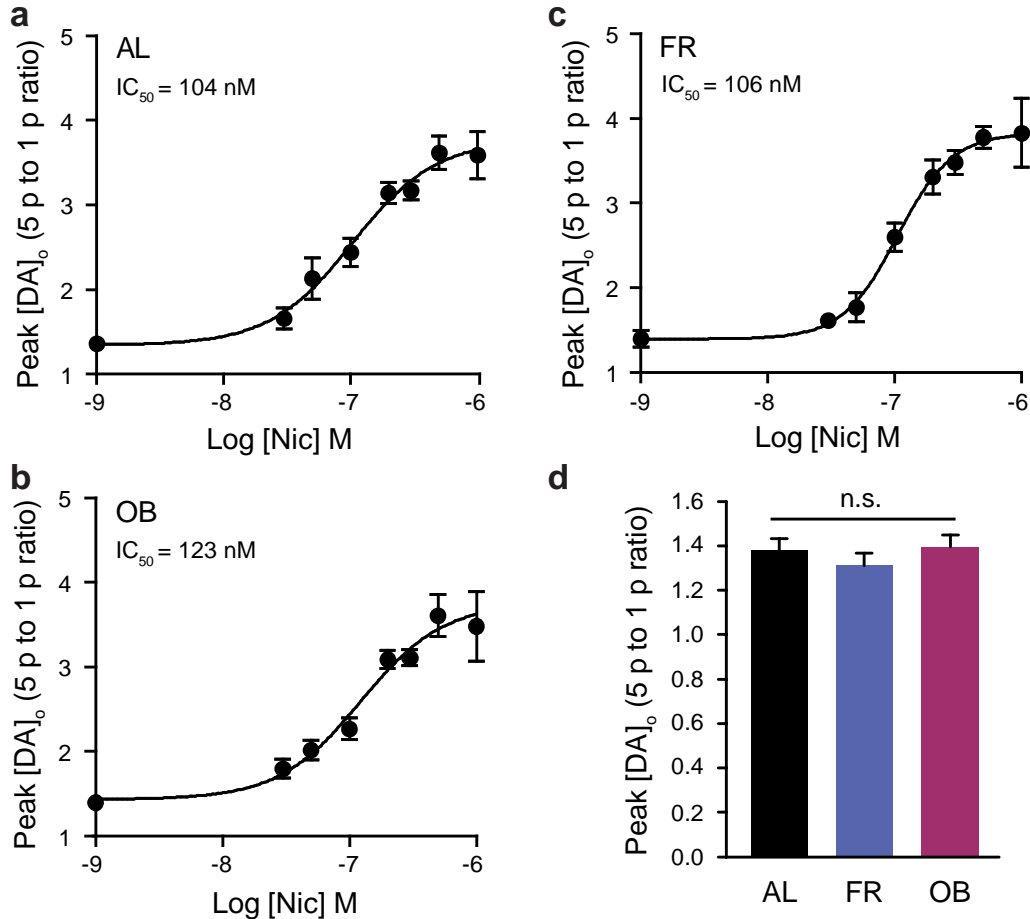 a
AL
IC50 = 104 nM
Peak [DA]o (5 p to 1 p ratio)
5
4
3
2
1
-9 -8 -7 -6
Log [Nic] M
c
FR
IC50 = 106 nM
Peak [DA]o (5 p to 1 p ratio)
5
4
3
2
1
-9 -8 -7 -6
Log [Nic] M
b
OB
IC50 = 123 nM
Peak [DA]o (5 p to 1 p ratio)
5
4
3
2
1
-9 -8 -7 -6
Log [Nic] M
d
n.s.
Peak [DA]o (5 p to 1 p ratio)
1.6
1.4
1.2
1.0
0.8
0.6
0.4
0.2
0.0
AL FR OB